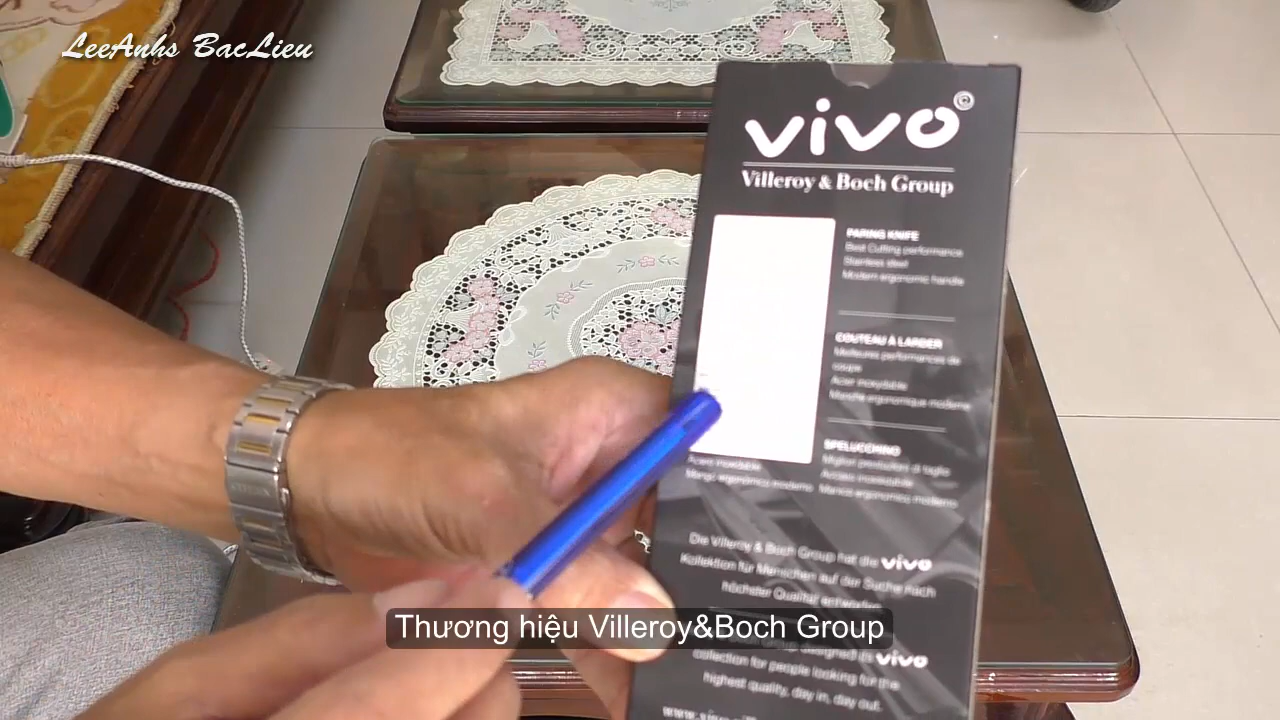 LeeAnhs BacLieu
vivo
Villeroy & Boch Group
PARING KNIFE
Best Cutting performance
Stainless steel
Modern ergonomic handle
COUTEAU À LARDER
Meilleures performances de
coupe
Acier inoxydable
Manche ergonomique moderne
SPELUCCHINO
Migliori prestazioni di taglio
Acciaio inossidabile
Manico ergonomico moderno
Acero inoxidable
Mango ergonómico moderno
Die Villeroy & Boch Group hat die vivo
Kollektion für Menschen auf der Suche nach
höchster Qualität entworfen
Thương hiệu Villeroy&Boch Group
designed its vivo
collection for people looking for the
highest quality, day in, day out.